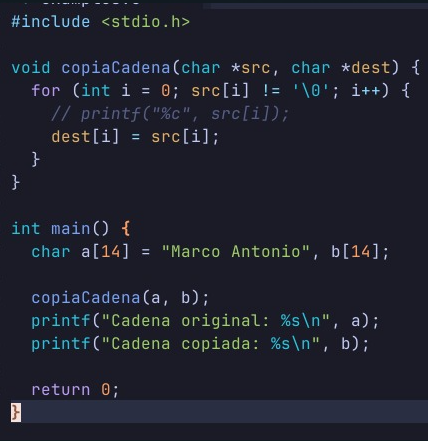 #include <stdio.h>

void copiaCadena(char *src, char *dest) {
  for (int i = 0; src[i] != '\0'; i++) {
    // printf("%c", src[i]);
    dest[i] = src[i];
  }
}

int main() {
  char a[14] = "Marco Antonio", b[14];

  copiaCadena(a, b);
  printf("Cadena original: %s\n", a);
  printf("Cadena copiada: %s\n", b);

  return 0;
}